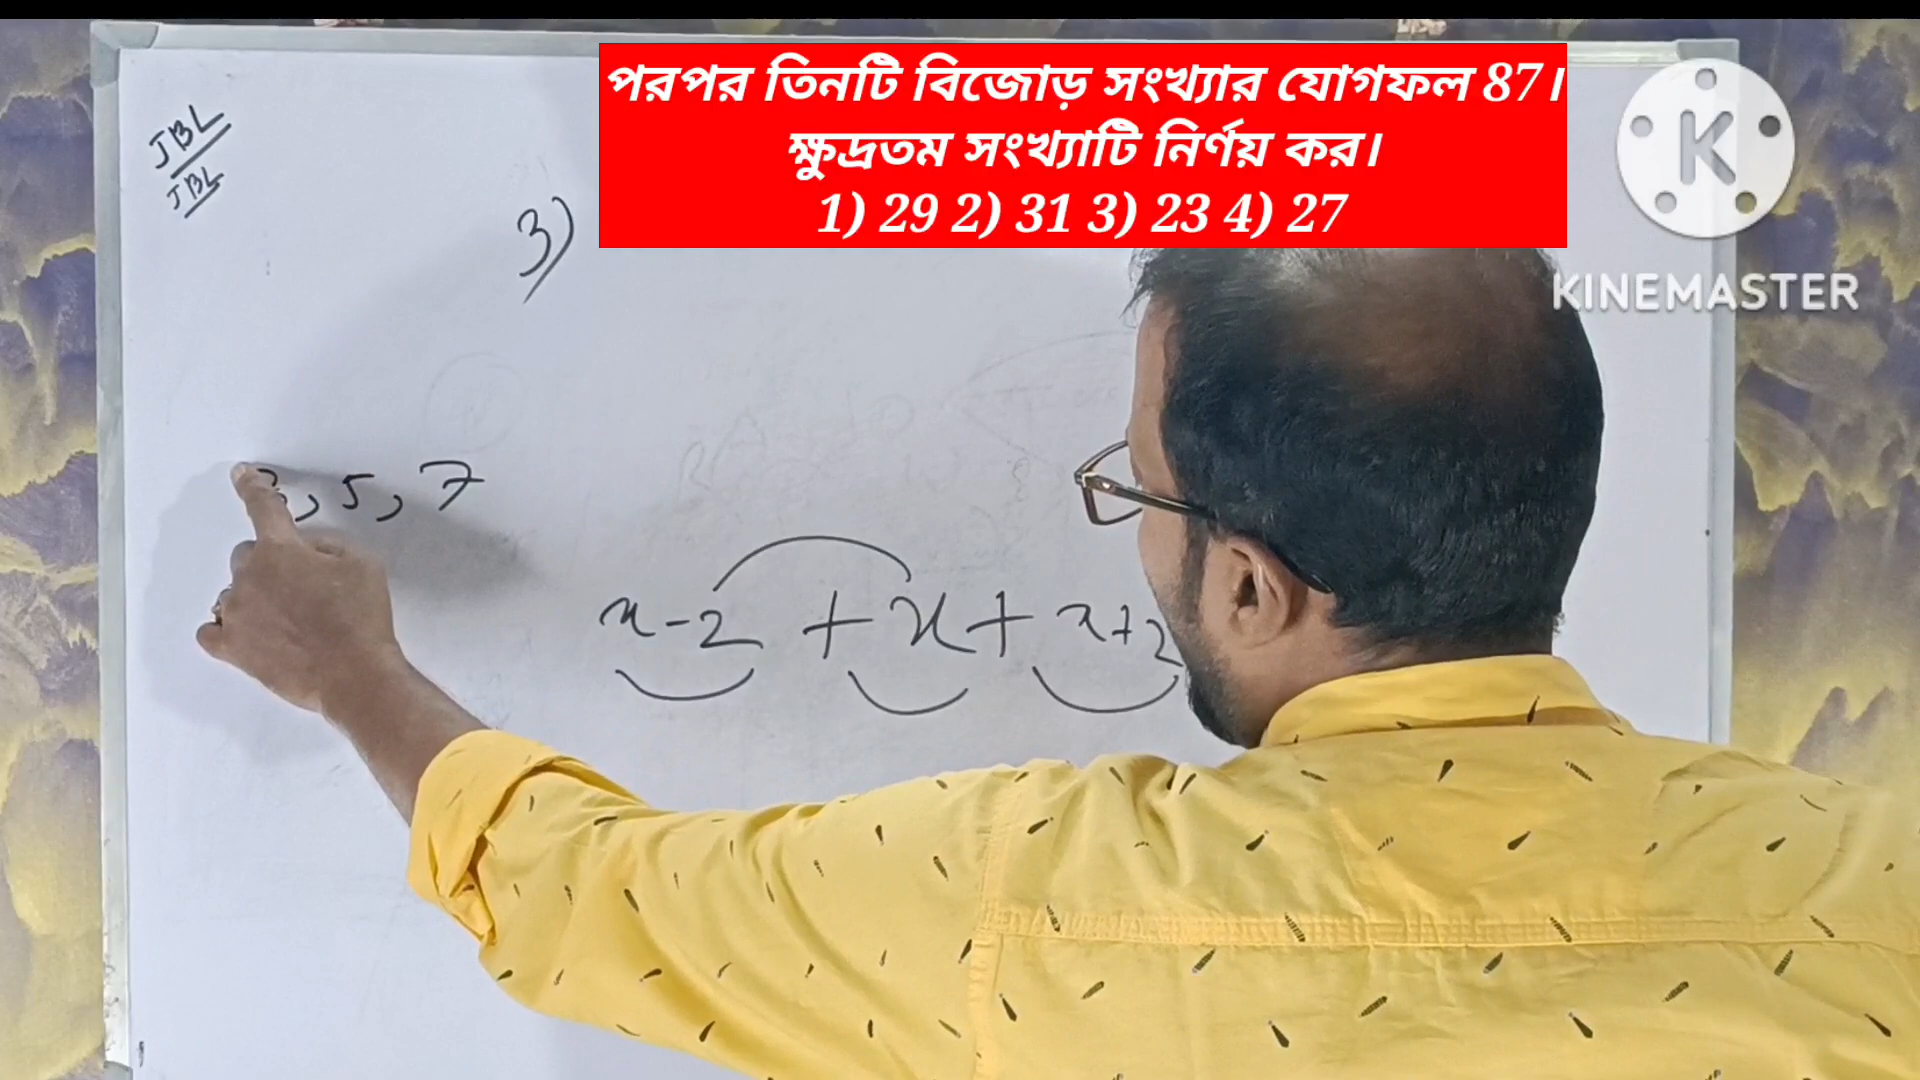 পরপর তিনটি বিজোড় সংখ্যার যোগফল 87।
ক্ষুদ্রতম সংখ্যাটি নির্ণয় কর।
1) 29 2) 31 3) 23 4) 27
K
KINEMASTER
JBL
JBL
3)
3, 5, 7
x-2 + x + x+2